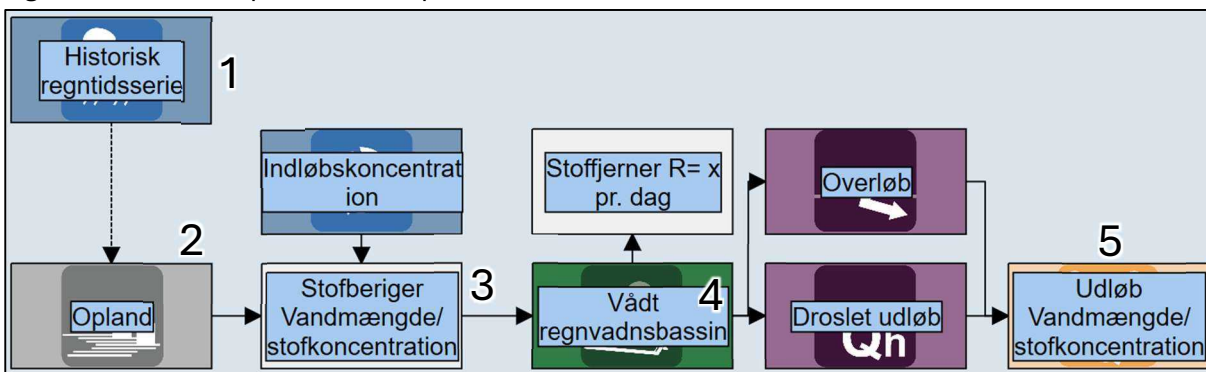 Historisk
regntidsserie
1
Indløbskoncentrat
ion
Stoffjerner R= x
pr. dag
Overløb
2
Opland
Stofberiger
Vandmængde/
stofkoncentration
3
Vådt
regnvadnsbassin
4
Droslet udløb
Qh
5
Udløb
Vandmængde/
stofkoncentration